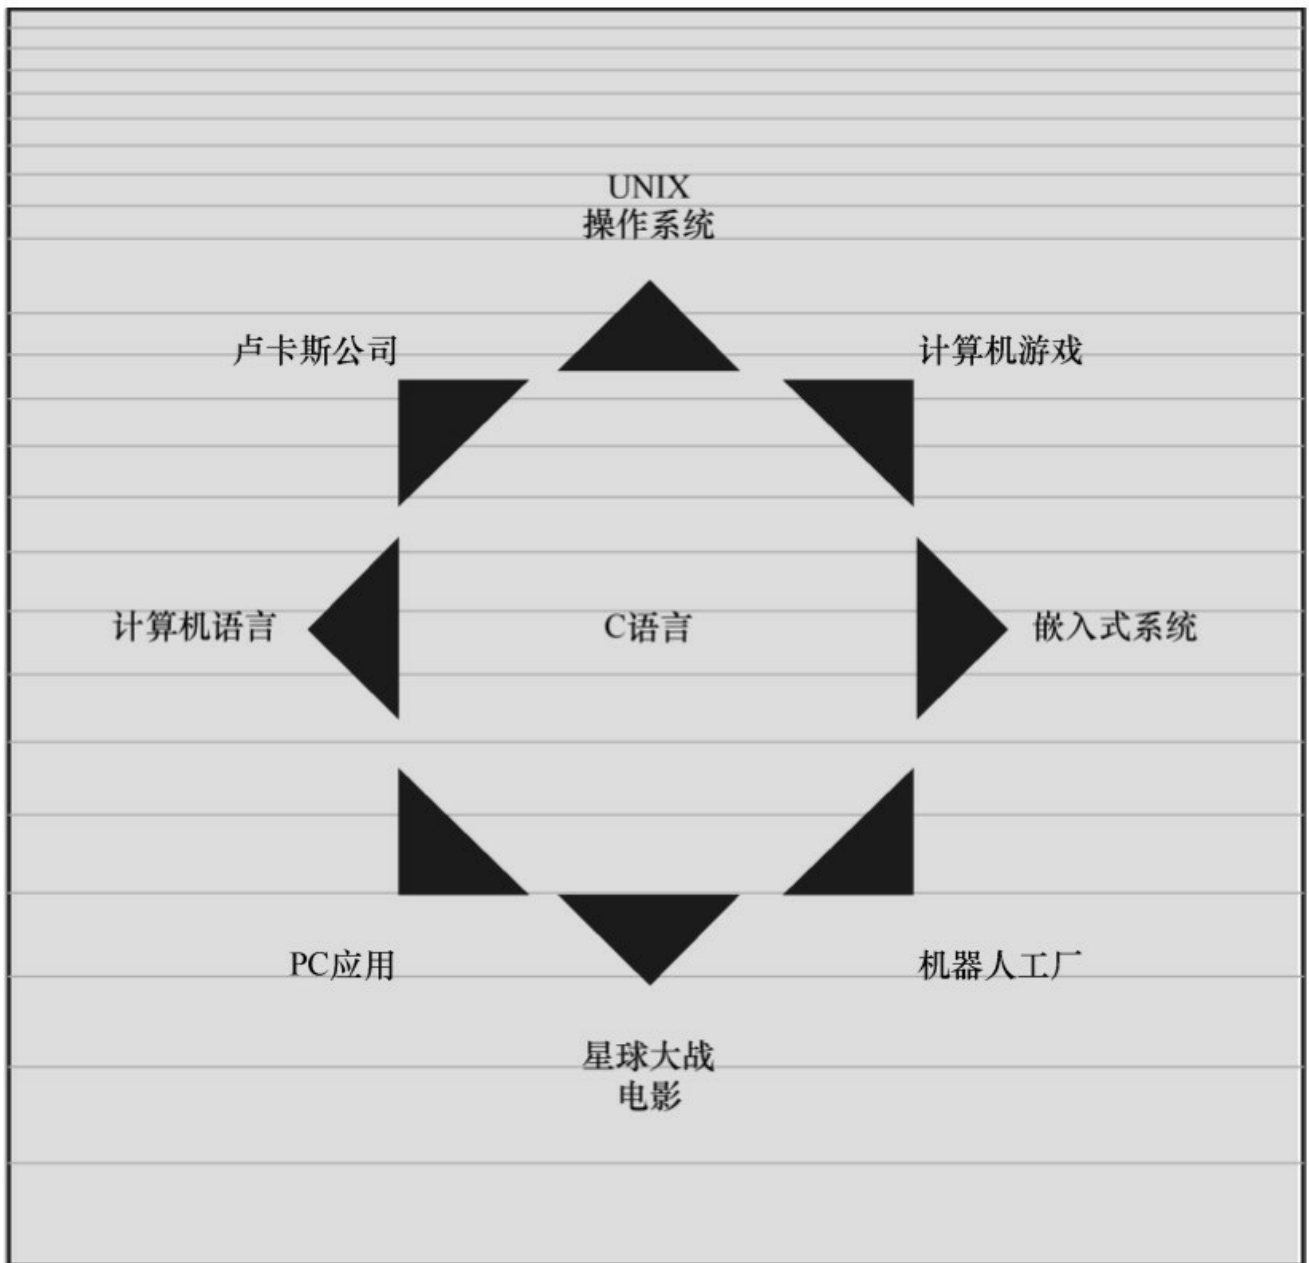 UNIX
操作系统
卢卡斯公司
计算机游戏
计算机语言
C语言
嵌入式系统
PC应用
机器人工厂
星球大战
电影